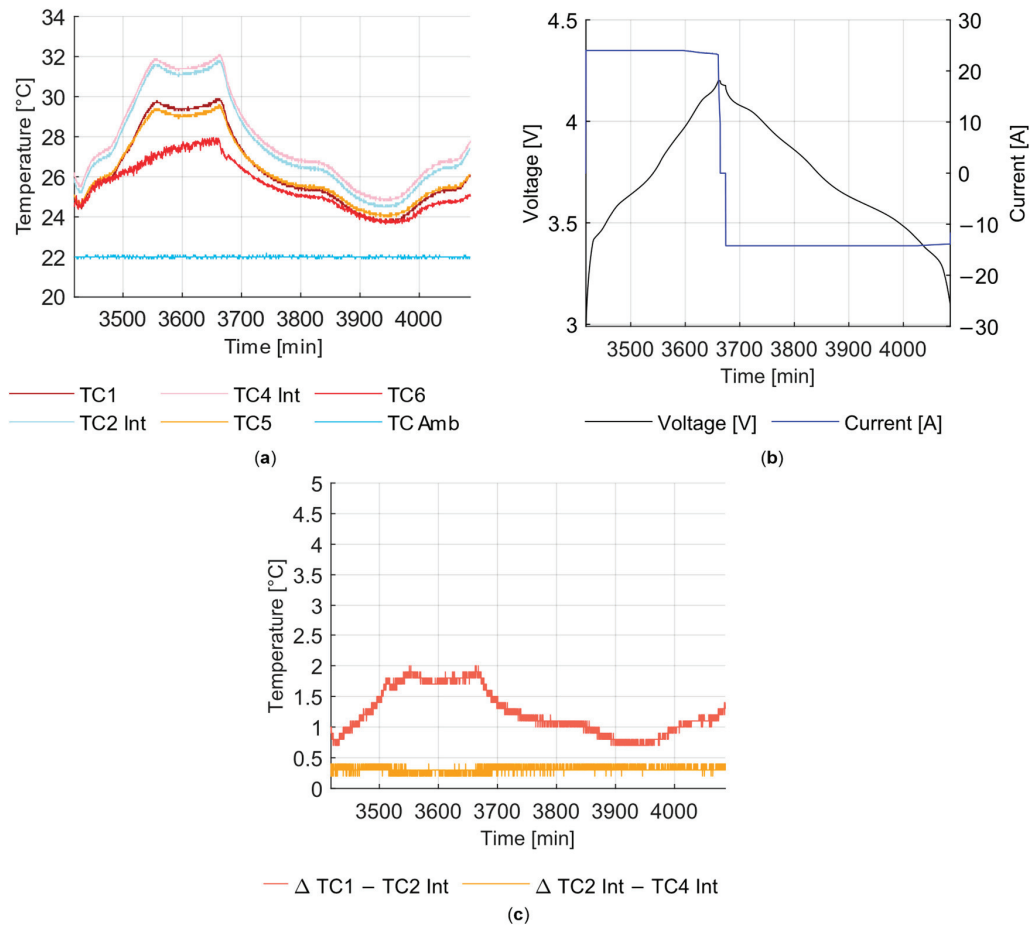 34
32
30
28
26
24
22
20
Temperature [°C]
3500 3600 3700 3800 3900 4000
Time [min]
TC1 TC4 Int TC6
TC2 Int TC5 TC Amb
(a)
4.5
4
3.5
3
Voltage [V]
30
20
10
0
−10
−20
−30
Current [A]
3500 3600 3700 3800 3900 4000
Time [min]
Voltage [V] Current [A]
(b)
5
4.5
4
3.5
3
2.5
2
1.5
1
0.5
0
Temperature [°C]
3500 3600 3700 3800 3900 4000
Time [min]
Δ TC1 − TC2 Int Δ TC2 Int − TC4 Int
(c)